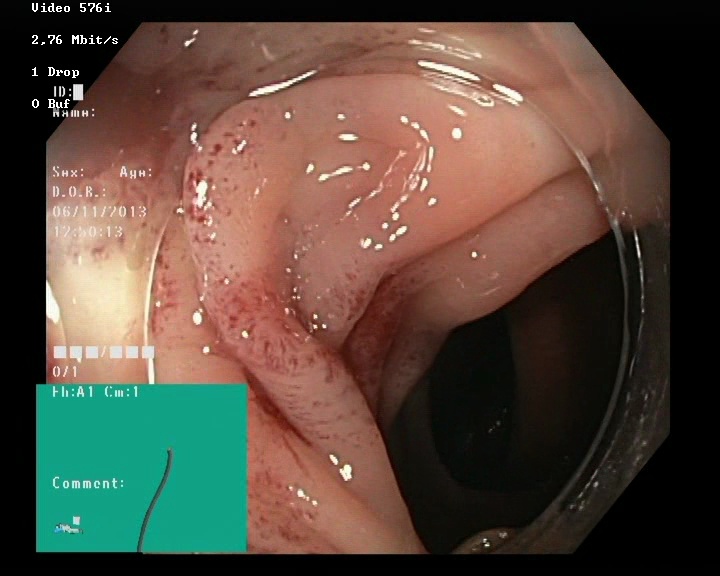 Video 576i
2,76 Mbit/s
1 Drop
ID:
0 Buf
Name:
Sex: Age:
D.O.B.:
06/11/2013
12:50:13
/
0/1
Eh:A1 Cm:1
Comment: